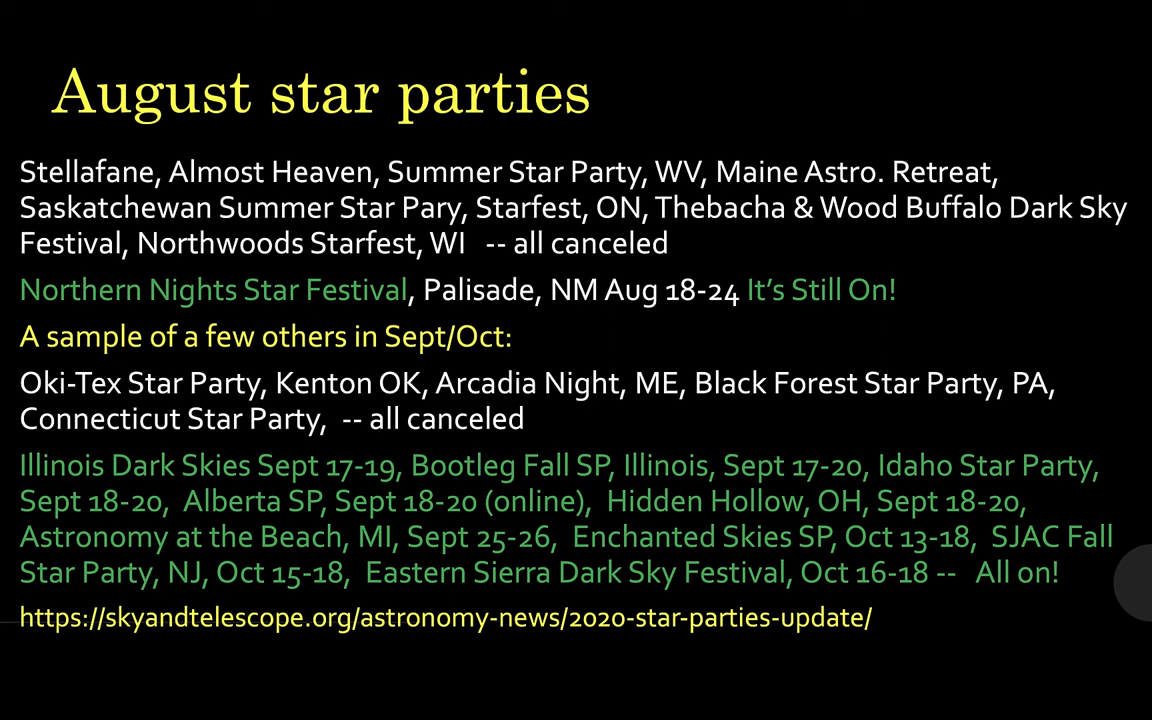 August star parties
Stellafane, Almost Heaven, Summer Star Party, WV, Maine Astro. Retreat,
Saskatchewan Summer Star Pary, Starfest, ON, Thebacha & Wood Buffalo Dark Sky
Festival, Northwoods Starfest, WI -- all canceled
Northern Nights Star Festival, Palisade, NM Aug 18-24 It’s Still On!
A sample of a few others in Sept/Oct:
Oki-Tex Star Party, Kenton OK, Arcadia Night, ME, Black Forest Star Party, PA,
Connecticut Star Party, -- all canceled
Illinois Dark Skies Sept 17-19, Bootleg Fall SP, Illinois, Sept 17-20, Idaho Star Party,
Sept 18-20, Alberta SP, Sept 18-20 (online), Hidden Hollow, OH, Sept 18-20,
Astronomy at the Beach, MI, Sept 25-26, Enchanted Skies SP, Oct 13-18, SJAC Fall
Star Party, NJ, Oct 15-18, Eastern Sierra Dark Sky Festival, Oct 16-18 -- All on!
https://skyandtelescope.org/astronomy-news/2020-star-parties-update/